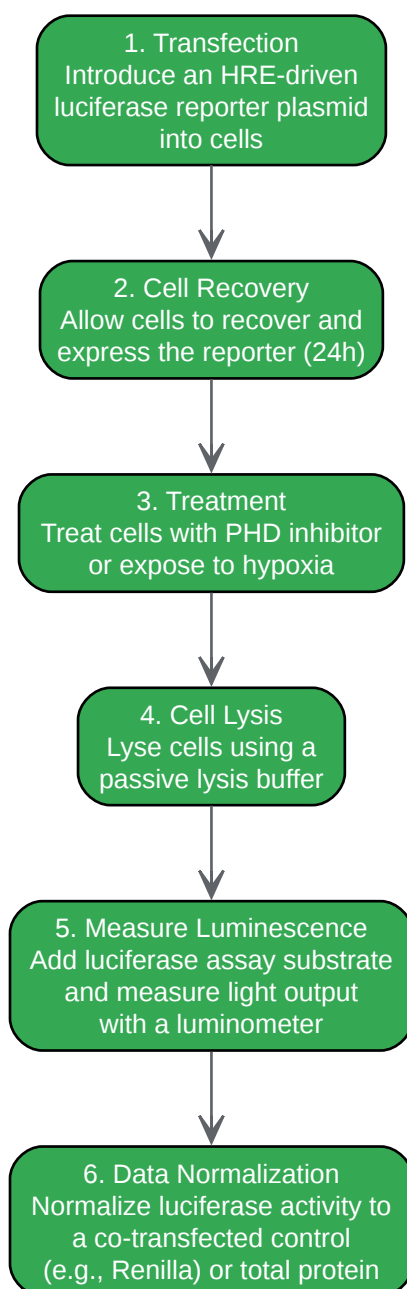 1. Transfection
Introduce an HRE-driven
luciferase reporter plasmid
into cells
2. Cell Recovery
Allow cells to recover and
express the reporter (24h)
3. Treatment
Treat cells with PHD inhibitor
or expose to hypoxia
4. Cell Lysis
Lyse cells using a
passive lysis buffer
5. Measure Luminescence
Add luciferase assay substrate
and measure light output
with a luminometer
6. Data Normalization
Normalize luciferase activity to
a co-transfected control
(e.g., Renilla) or total protein